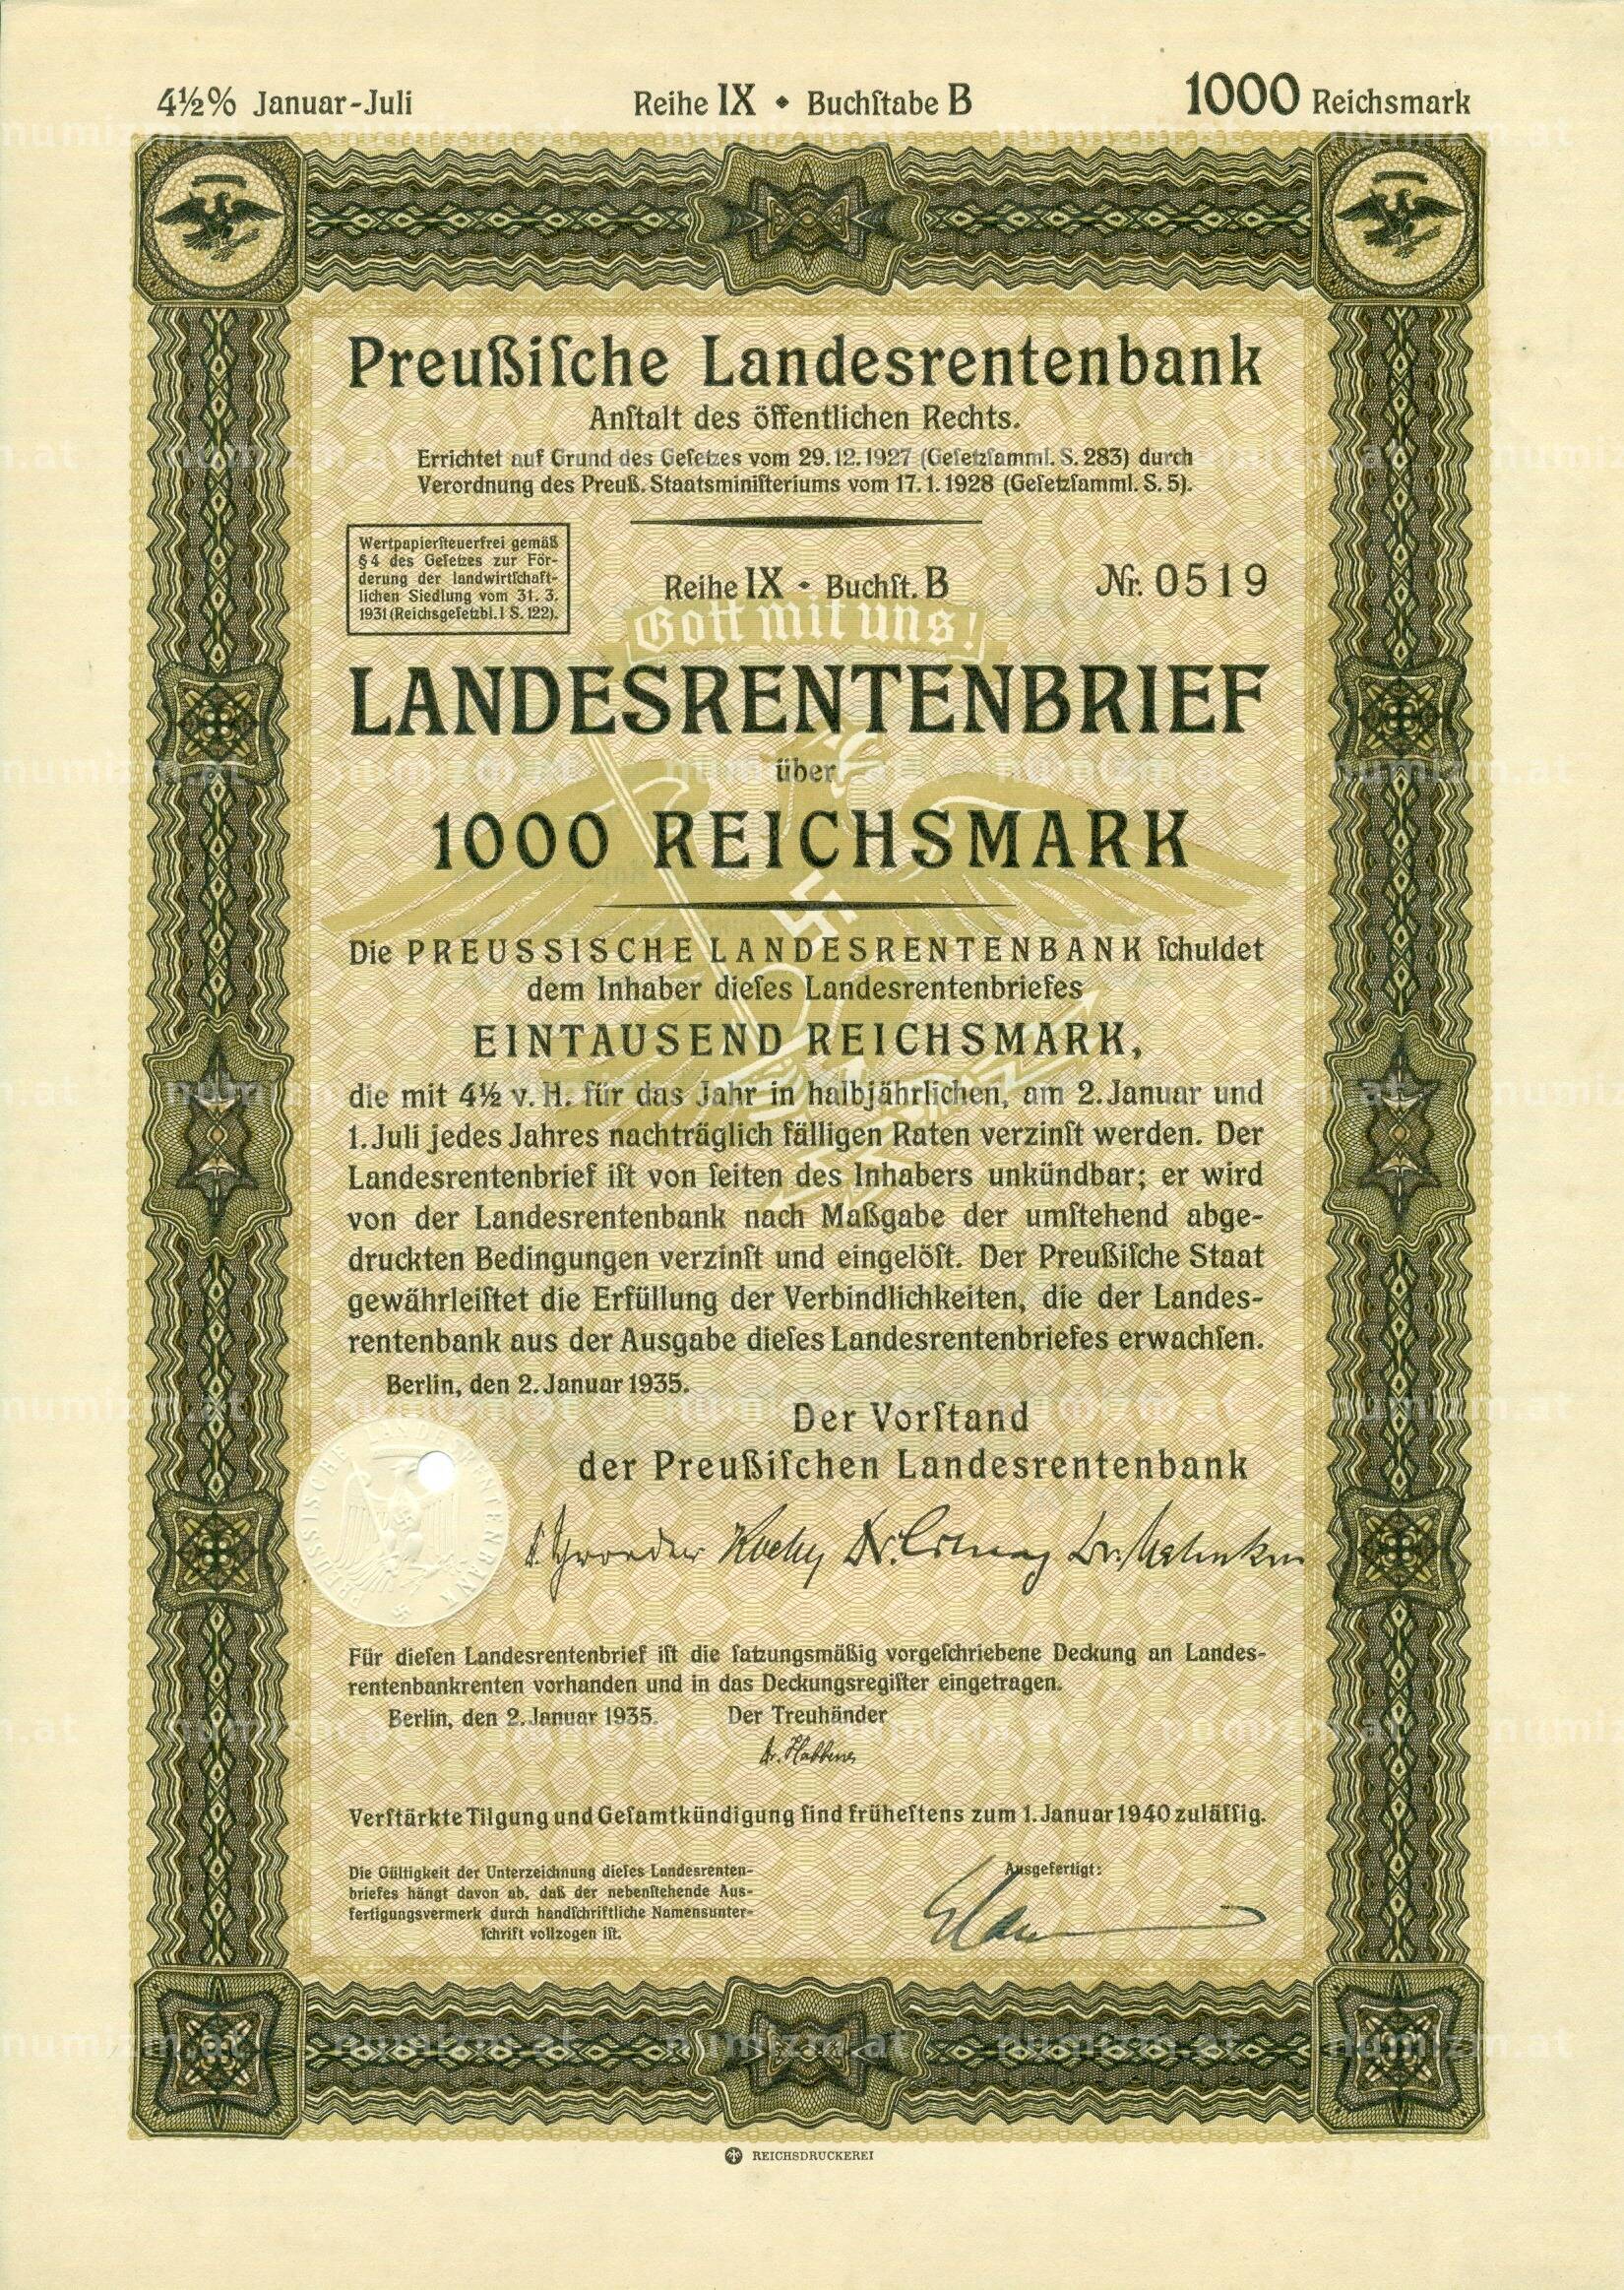 4½% Januar-Juli Reihe IX • Buchſtabe B 1000 Reichsmark
Preußiſche Landesrentenbank
Anſtalt des öffentlichen Rechts.
Errichtet auf Grund des Geſetzes vom 29.12.1927 (Geſetzſamml. S. 283) durch
Verordnung des Preuß. Staatsminiſteriums vom 17.1.1928 (Geſetzſamml. S. 5).
Wertpapierſteuerfrei gemäß
§ 4 des Geſetzes zur För-
derung der landwirtſchaft-
lichen Siedlung vom 31. 3.
1931 (Reichsgeſetzbl. I S. 122).
Reihe IX • Buchſt. B
Nr. 0519
Gott mit uns!
LANDESRENTENBRIEF
über
1000 REICHSMARK
Die PREUSSISCHE LANDESRENTENBANK ſchuldet
dem Inhaber dieſes Landesrentenbriefes
EINTAUSEND REICHSMARK,
die mit 4½ v. H. für das Jahr in halbjährlichen, am 2. Januar und
1. Juli jedes Jahres nachträglich fälligen Raten verzinſt werden. Der
Landesrentenbrief iſt von ſeiten des Inhabers unkündbar; er wird
von der Landesrentenbank nach Maßgabe der umſtehend abge-
druckten Bedingungen verzinſt und eingelöſt. Der Preußiſche Staat
gewährleiſtet die Erfüllung der Verbindlichkeiten, die der Landes-
rentenbank aus der Ausgabe dieſes Landesrentenbriefes erwachſen.
Berlin, den 2. Januar 1935.
Der Vorſtand
der Preußiſchen Landesrentenbank
PREUSSISCHE LANDESRENTENBANK
Für dieſen Landesrentenbrief iſt die ſatzungsmäßig vorgeſchriebene Deckung an Landes-
rentenbankrenten vorhanden und in das Deckungsregiſter eingetragen.
Berlin, den 2. Januar 1935. Der Treuhänder
Verſtärkte Tilgung und Geſamtkündigung ſind früheſtens zum 1. Januar 1940 zuläſſig.
Die Gültigkeit der Unterzeichnung dieſes Landesrenten-
briefes hängt davon ab, daß der nebenſtehende Aus-
fertigungsvermerk durch handſchriftliche Namensunter-
ſchrift vollzogen iſt.
Ausgefertigt:
REICHSDRUCKEREI
numizm.at